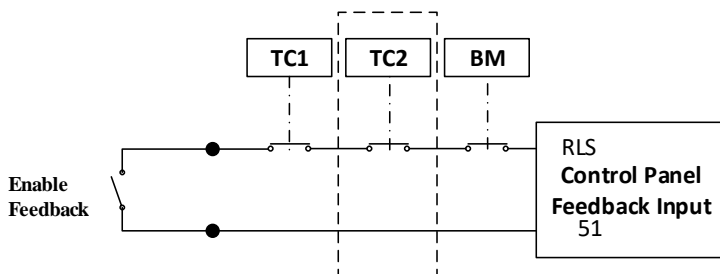 TC1
TC2
BM
Enable
Feedback
RLS
Control Panel
Feedback Input
51